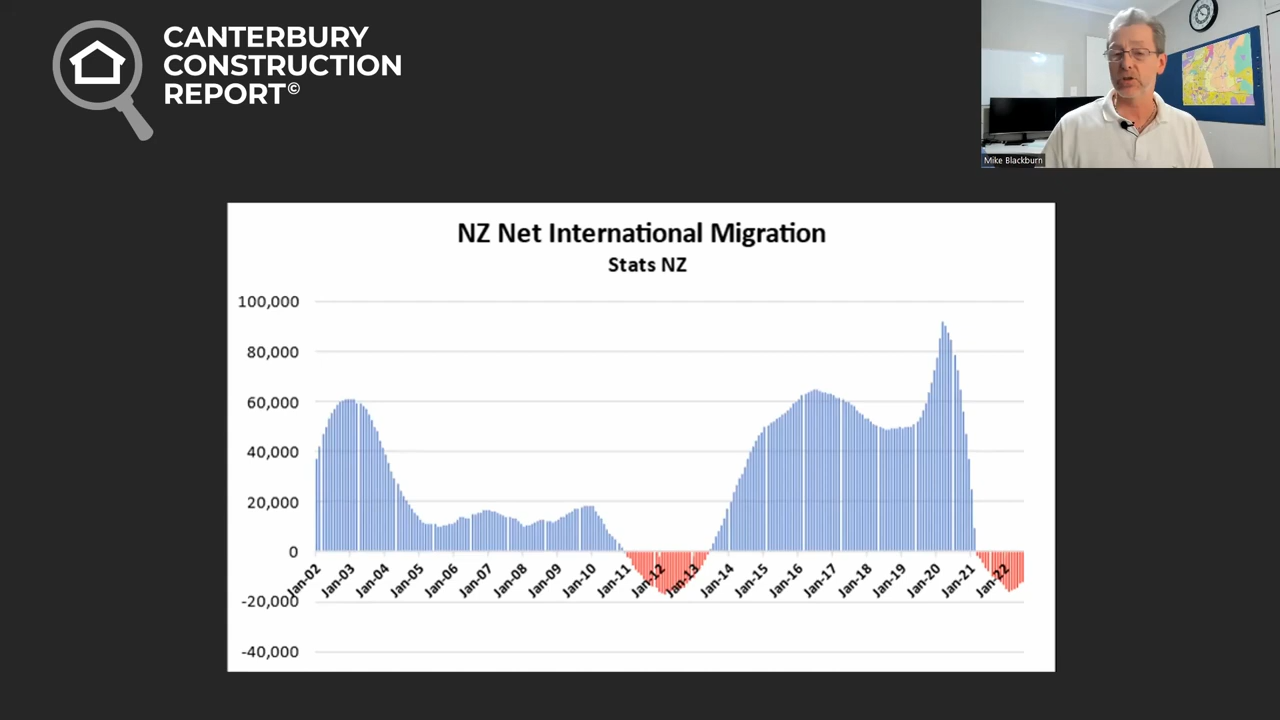 CANTERBURY
CONSTRUCTION
REPORT©
Mike Blackburn
NZ Net International Migration
Stats NZ
100,000
80,000
60,000
40,000
20,000
0
-20,000
-40,000
Jan-02
Jan-03
Jan-04
Jan-05
Jan-06
Jan-07
Jan-08
Jan-09
Jan-10
Jan-11
Jan-12
Jan-13
Jan-14
Jan-15
Jan-16
Jan-17
Jan-18
Jan-19
Jan-20
Jan-21
Jan-22